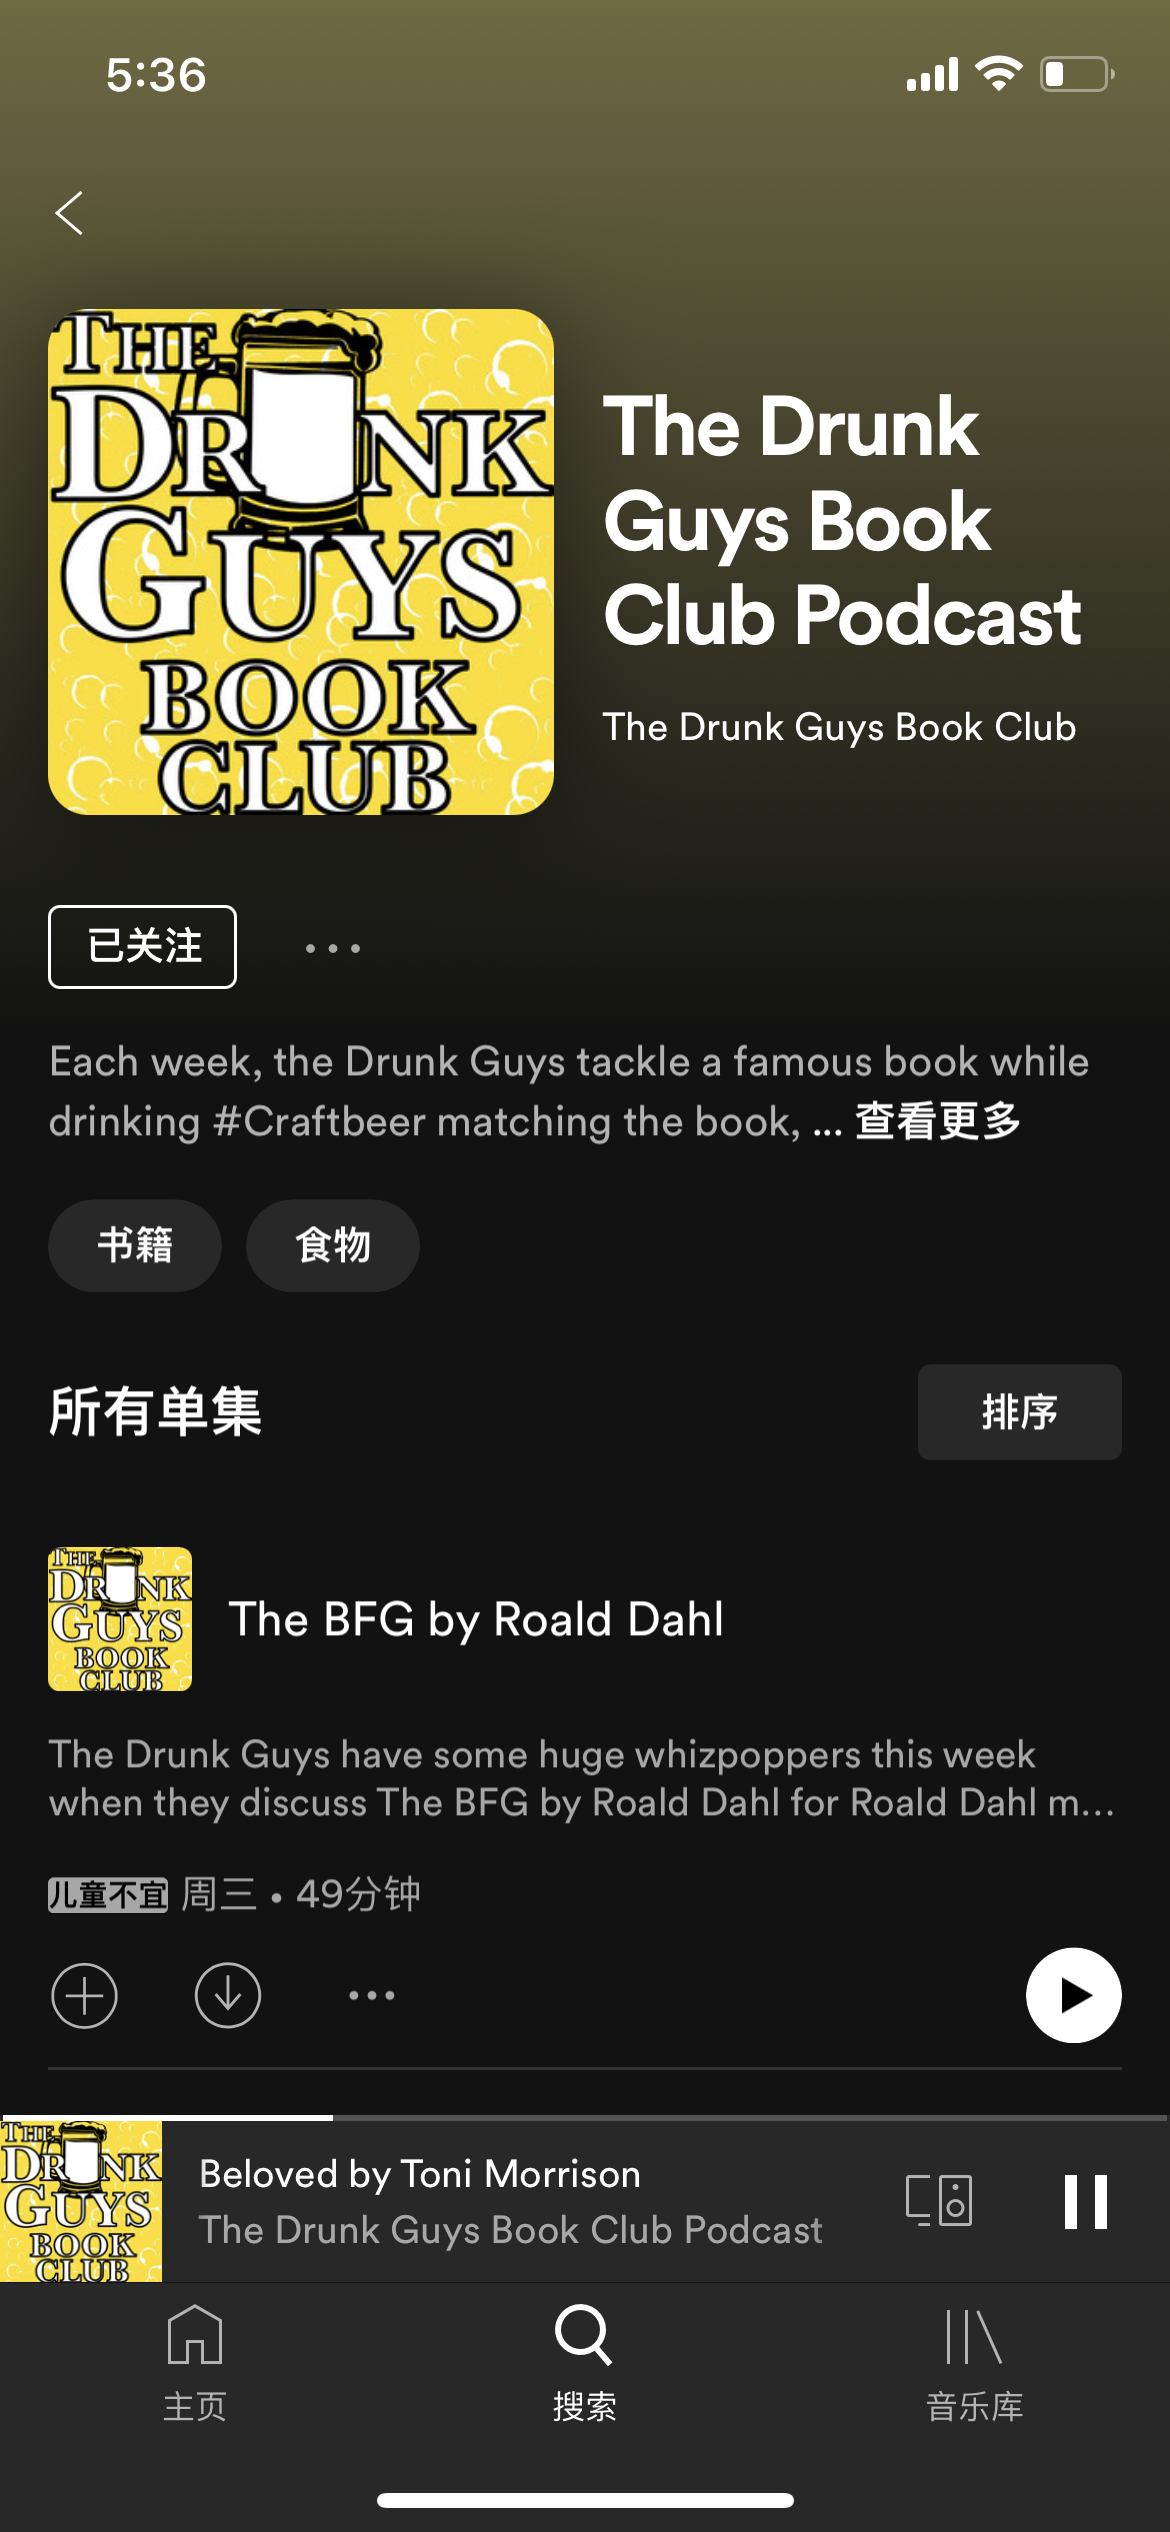 5:36
THE
DRUNK
GUYS
BOOK
CLUB
The Drunk
Guys Book
Club Podcast
The Drunk Guys Book Club
已关注
Each week, the Drunk Guys tackle a famous book while
drinking #Craftbeer matching the book, ... 查看更多
书籍
食物
所有单集
排序
THE
DRUNK
GUYS
BOOK
CLUB
The BFG by Roald Dahl
The Drunk Guys have some huge whizpoppers this week
when they discuss The BFG by Roald Dahl for Roald Dahl m...
儿童不宜 周三 • 49分钟
THE
DRUNK
GUYS
BOOK
CLUB
Beloved by Toni Morrison
The Drunk Guys Book Club Podcast
主页
搜索
音乐库